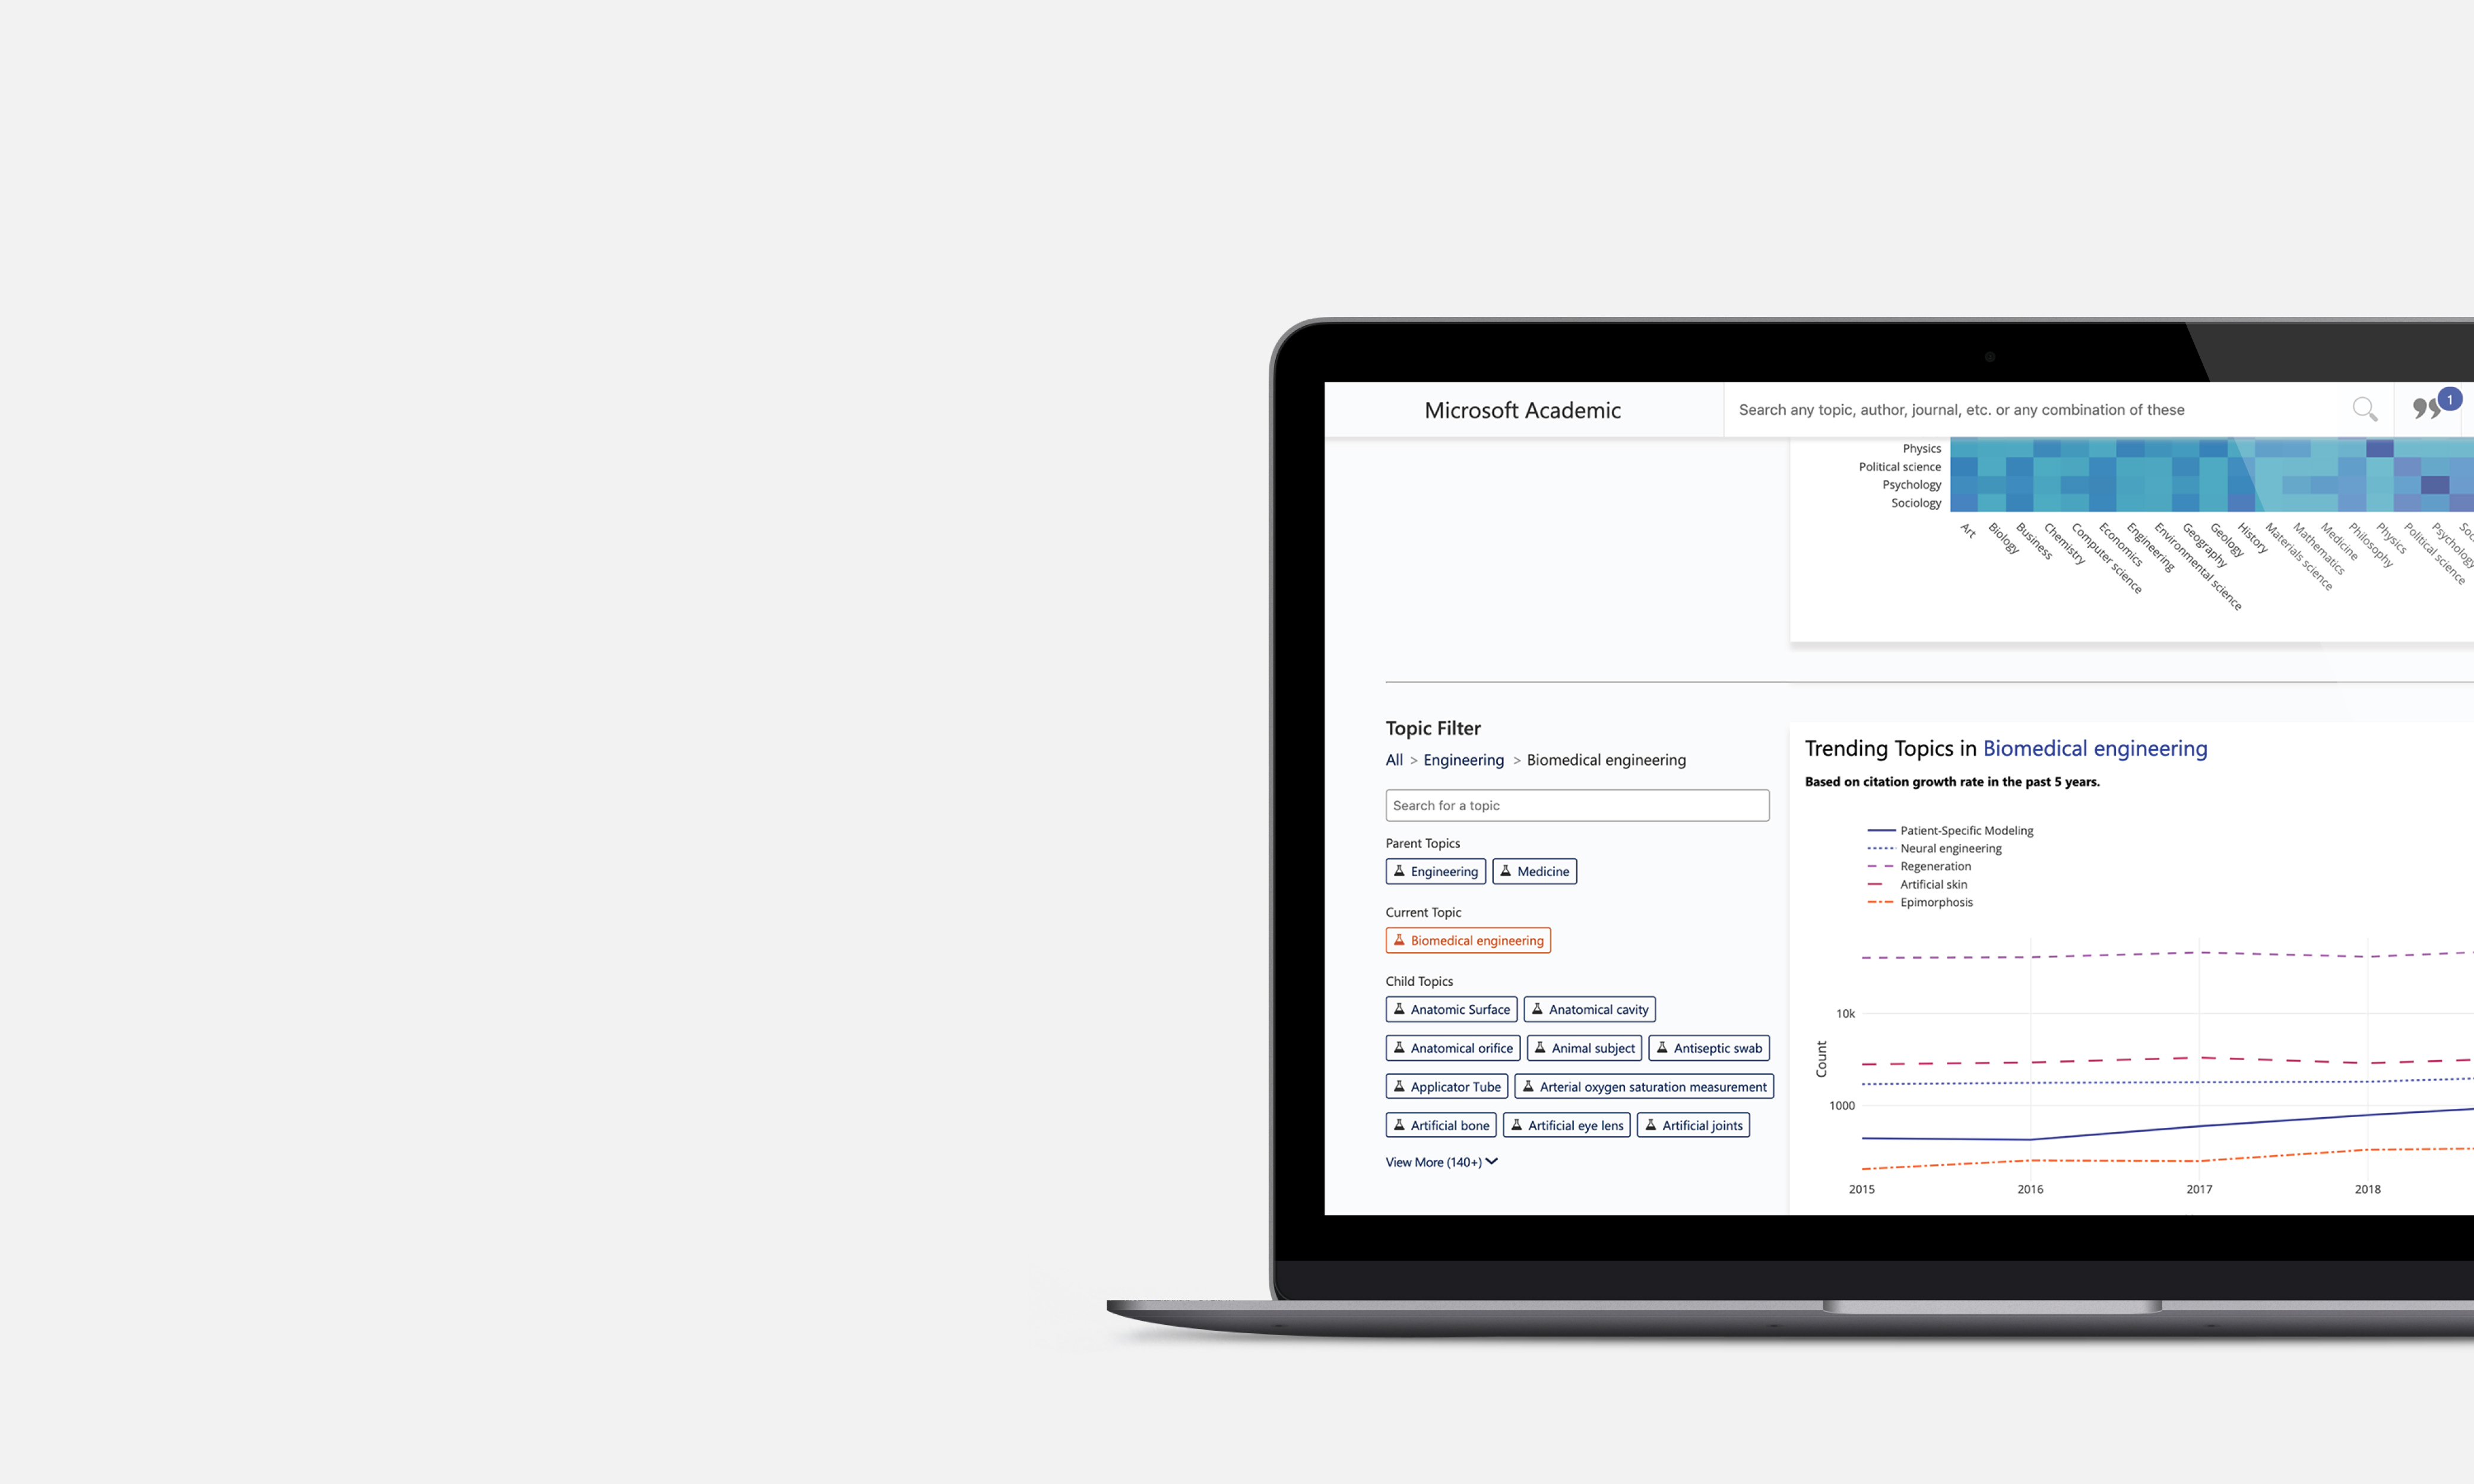 Microsoft Academic
Search any topic, author, journal, etc. or any combination of these
1
Physics
Political science
Psychology
Sociology
Art
Biology
Business
Chemistry
Computer science
Economics
Engineering
Environmental science
Geography
Geology
History
Materials science
Mathematics
Medicine
Philosophy
Physics
Political science
Psychology
Topic Filter
All > Engineering > Biomedical engineering
Search for a topic
Parent Topics
Engineering Medicine
Current Topic
Biomedical engineering
Child Topics
Anatomic Surface Anatomical cavity
Anatomical orifice Animal subject Antiseptic swab
Applicator Tube Arterial oxygen saturation measurement
Artificial bone Artificial eye lens Artificial joints
View More (140+)
Trending Topics in Biomedical engineering
Based on citation growth rate in the past 5 years.
Patient-Specific Modeling
Neural engineering
Regeneration
Artificial skin
Epimorphosis
10k
Count
1000
2015 2016 2017 2018